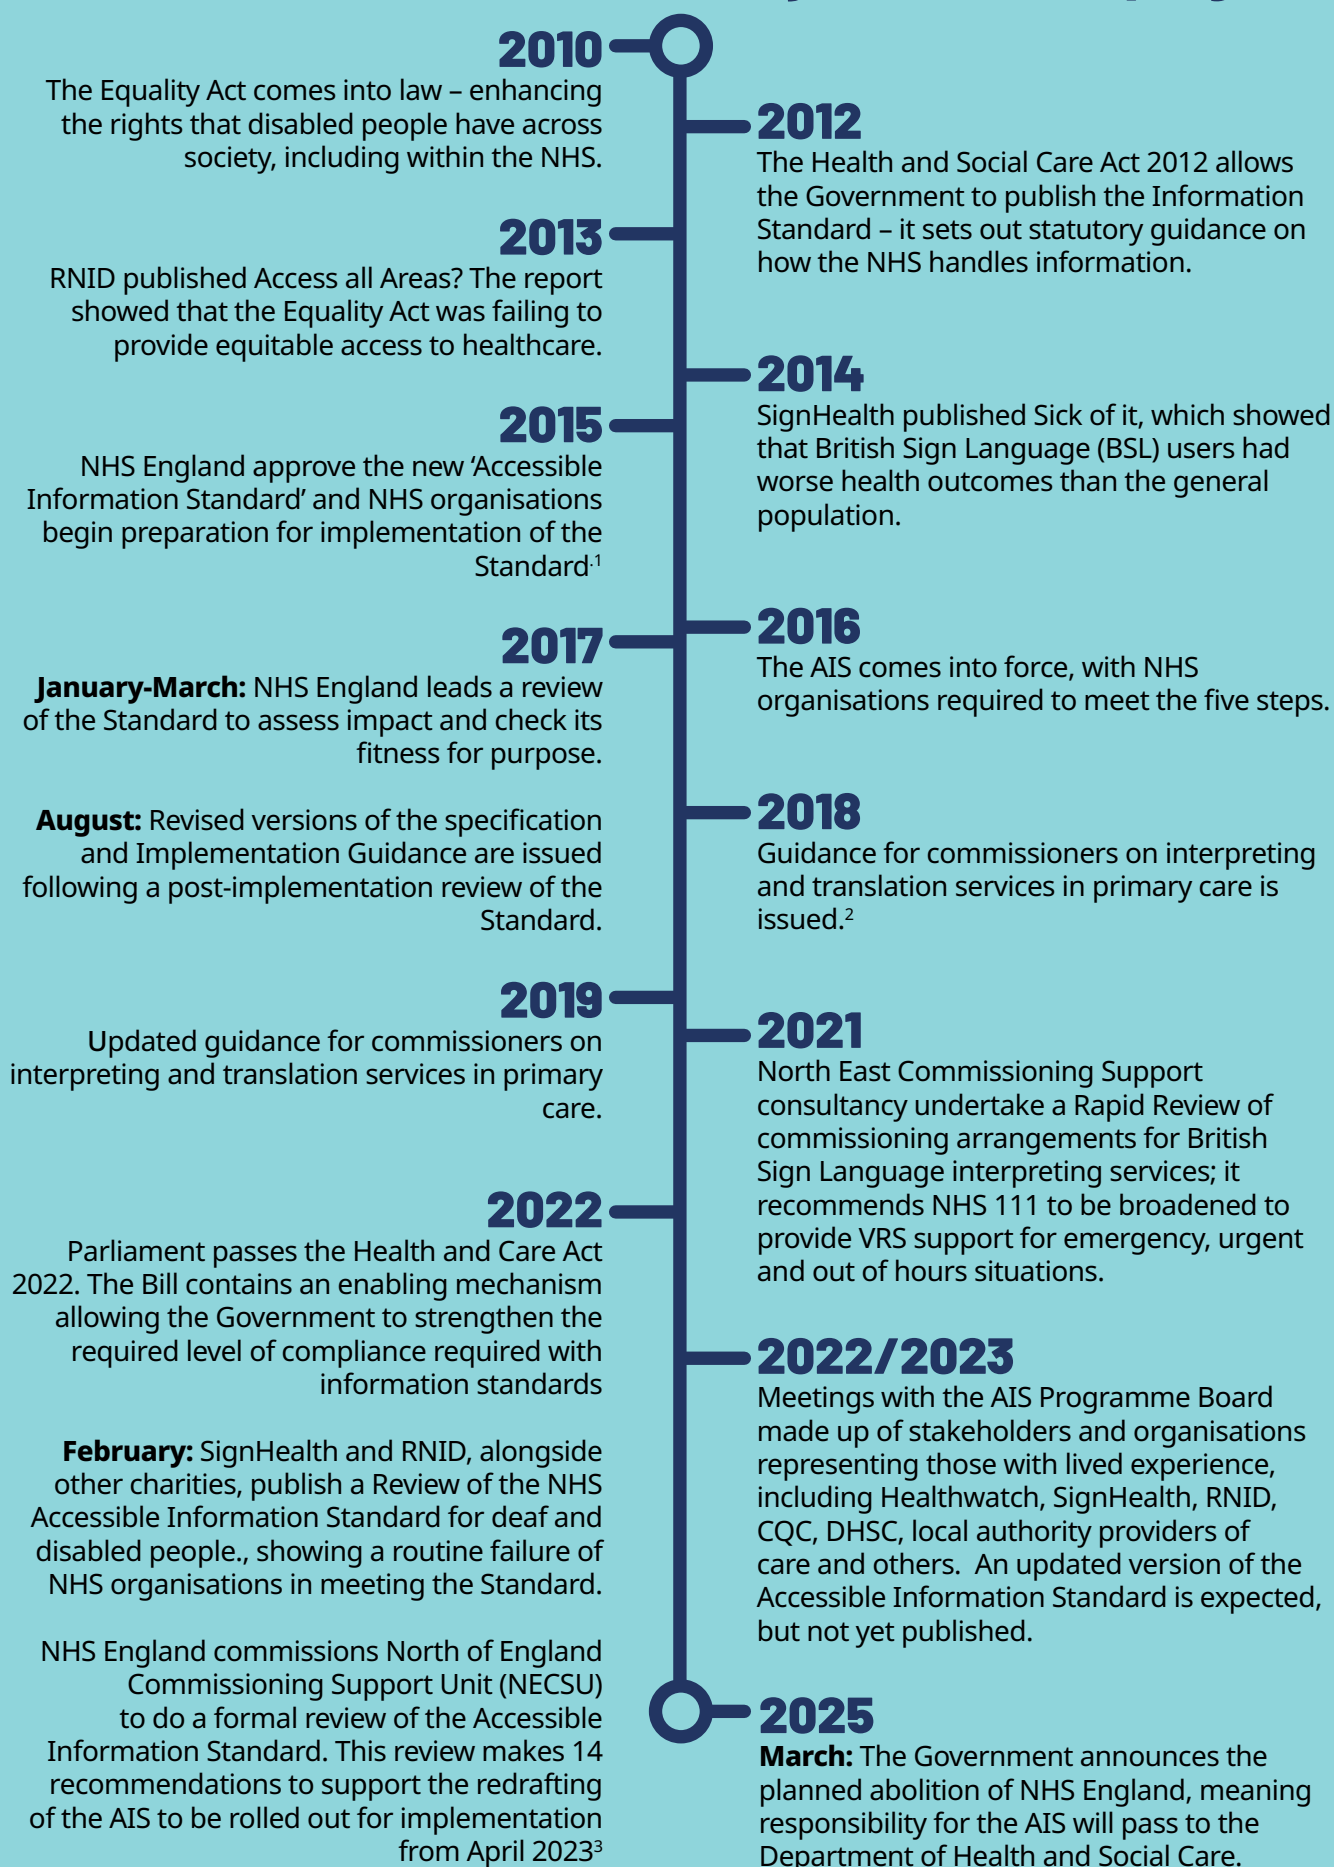 2010
The Equality Act comes into law – enhancing
the rights that disabled people have across
society, including within the NHS.
2012
The Health and Social Care Act 2012 allows
the Government to publish the Information
Standard – it sets out statutory guidance on
how the NHS handles information.
2013
RNID published Access all Areas? The report
showed that the Equality Act was failing to
provide equitable access to healthcare.
2014
SignHealth published Sick of it, which showed
that British Sign Language (BSL) users had
worse health outcomes than the general
population.
2015
NHS England approve the new ‘Accessible
Information Standard’ and NHS organisations
begin preparation for implementation of the
Standard.1
2016
The AIS comes into force, with NHS
organisations required to meet the five steps.
2017
January-March: NHS England leads a review
of the Standard to assess impact and check its
fitness for purpose.
August: Revised versions of the specification
and Implementation Guidance are issued
following a post-implementation review of the
Standard.
2018
Guidance for commissioners on interpreting
and translation services in primary care is
issued.2
2019
Updated guidance for commissioners on
interpreting and translation services in primary
care.
2021
North East Commissioning Support
consultancy undertake a Rapid Review of
commissioning arrangements for British
Sign Language interpreting services; it
recommends NHS 111 to be broadened to
provide VRS support for emergency, urgent
and out of hours situations.
2022
Parliament passes the Health and Care Act
2022. The Bill contains an enabling mechanism
allowing the Government to strengthen the
required level of compliance required with
information standards
February: SignHealth and RNID, alongside
other charities, publish a Review of the NHS
Accessible Information Standard for deaf and
disabled people., showing a routine failure of
NHS organisations in meeting the Standard.
NHS England commissions North of England
Commissioning Support Unit (NECSU)
to do a formal review of the Accessible
Information Standard. This review makes 14
recommendations to support the redrafting
of the AIS to be rolled out for implementation
from April 20233
2022/2023
Meetings with the AIS Programme Board
made up of stakeholders and organisations
representing those with lived experience,
including Healthwatch, SignHealth, RNID,
CQC, DHSC, local authority providers of
care and others.  An updated version of the
Accessible Information Standard is expected,
but not yet published.
2025
March: The Government announces the
planned abolition of NHS England, meaning
responsibility for the AIS will pass to the
Department of Health and Social Care.